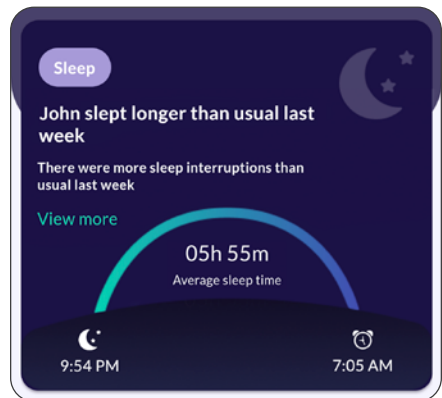 Sleep
John slept longer than usual last
week
There were more sleep interruptions than
usual last week
View more
05h 55m
Average sleep time
9:54 PM
7:05 AM